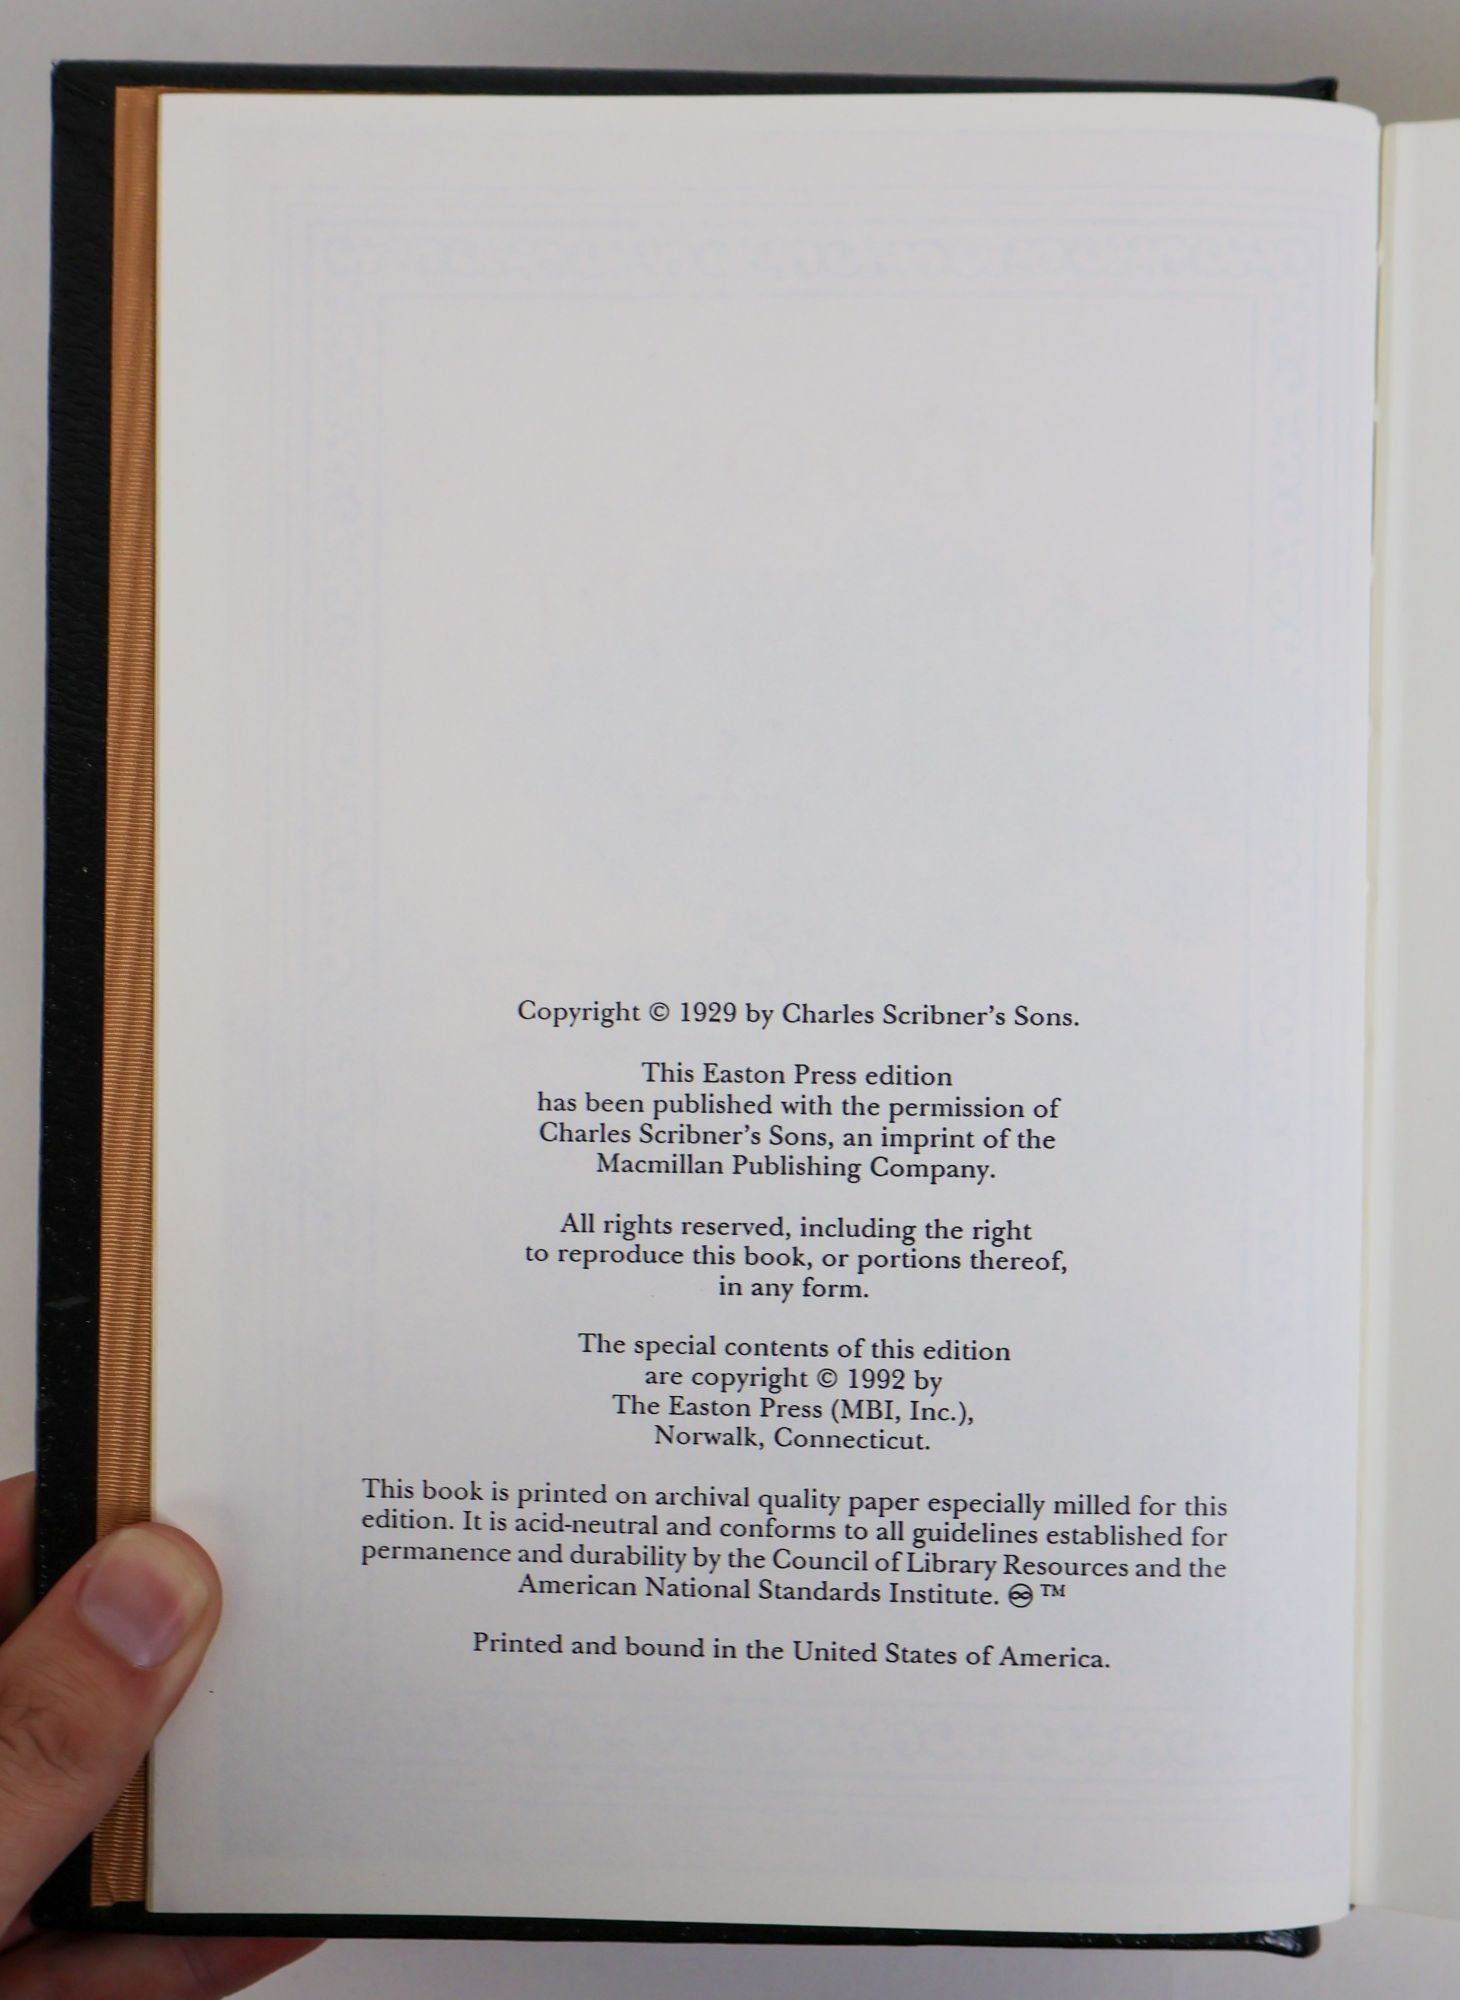 Copyright © 1929 by Charles Scribner's Sons.
This Easton Press edition
has been published with the permission of
Charles Scribner's Sons, an imprint of the
Macmillan Publishing Company.
All rights reserved, including the right
to reproduce this book, or portions thereof,
in any form.
The special contents of this edition
are copyright © 1992 by
The Easton Press (MBI, Inc.),
Norwalk, Connecticut.
This book is printed on archival quality paper especially milled for this
edition. It is acid-neutral and conforms to all guidelines established for
permanence and durability by the Council of Library Resources and the
American National Standards Institute. ♾ ™
Printed and bound in the United States of America.